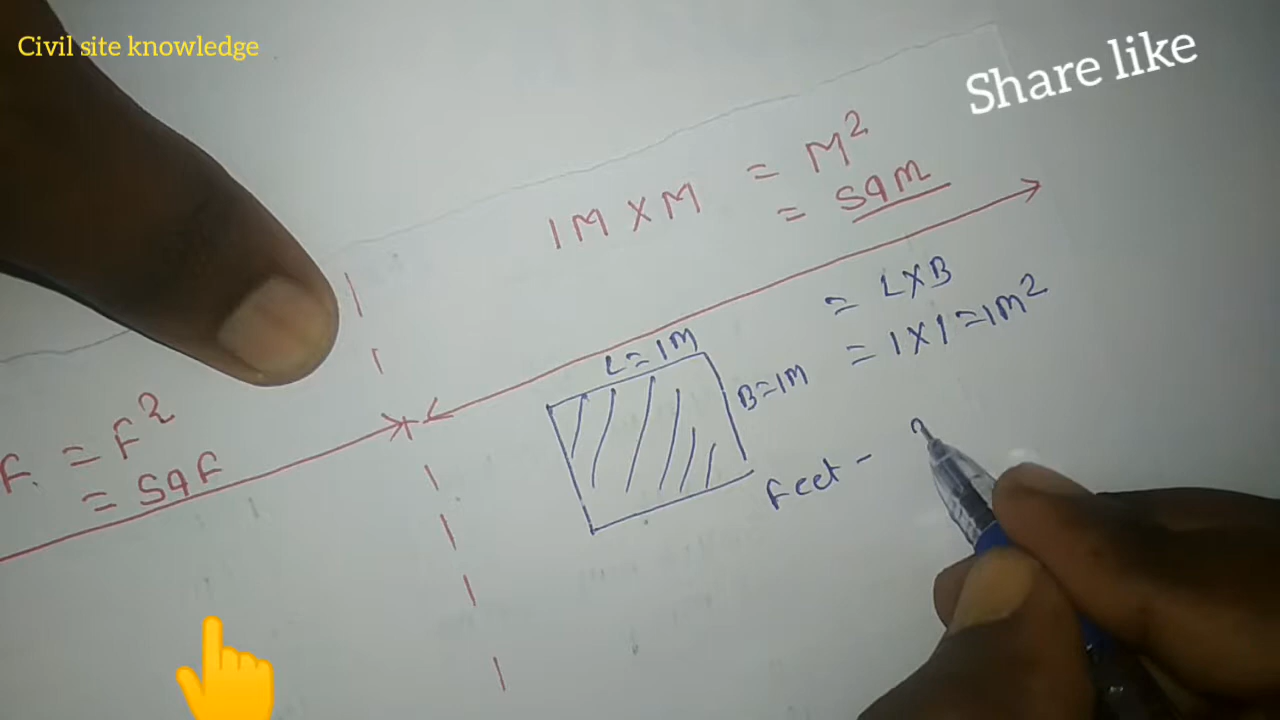 Civil site knowledge
Share like
1M X M = M²
= SqM
= L X B
= 1 X 1 = 1M²
L = 1M
B = 1M
Feet -
F. = F²
= SqF